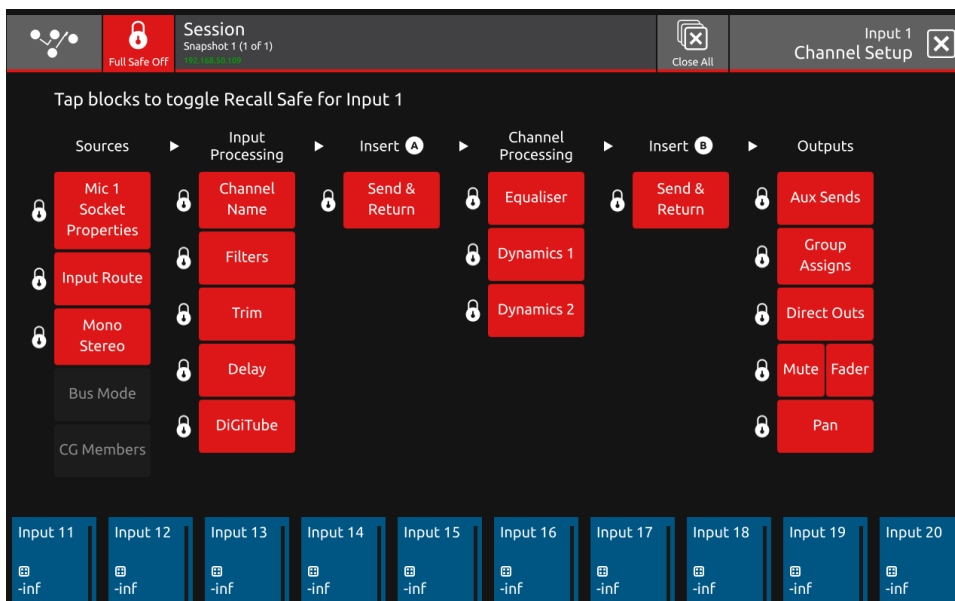 Full Safe Off
Session
Snapshot 1 (1 of 1)
192.168.50.109
Close All
Input 1
Channel Setup
Tap blocks to toggle Recall Safe for Input 1
Sources
Input
Processing
Insert A
Channel
Processing
Insert B
Outputs
Mic 1
Socket
Properties
Input Route
Mono
Stereo
Bus Mode
CG Members
Channel
Name
Filters
Trim
Delay
DiGiTube
Send &
Return
Equaliser
Dynamics 1
Dynamics 2
Send &
Return
Aux Sends
Group
Assigns
Direct Outs
Mute
Fader
Pan
Input 11
-inf
Input 12
-inf
Input 13
-inf
Input 14
-inf
Input 15
-inf
Input 16
-inf
Input 17
-inf
Input 18
-inf
Input 19
-inf
Input 20
-inf